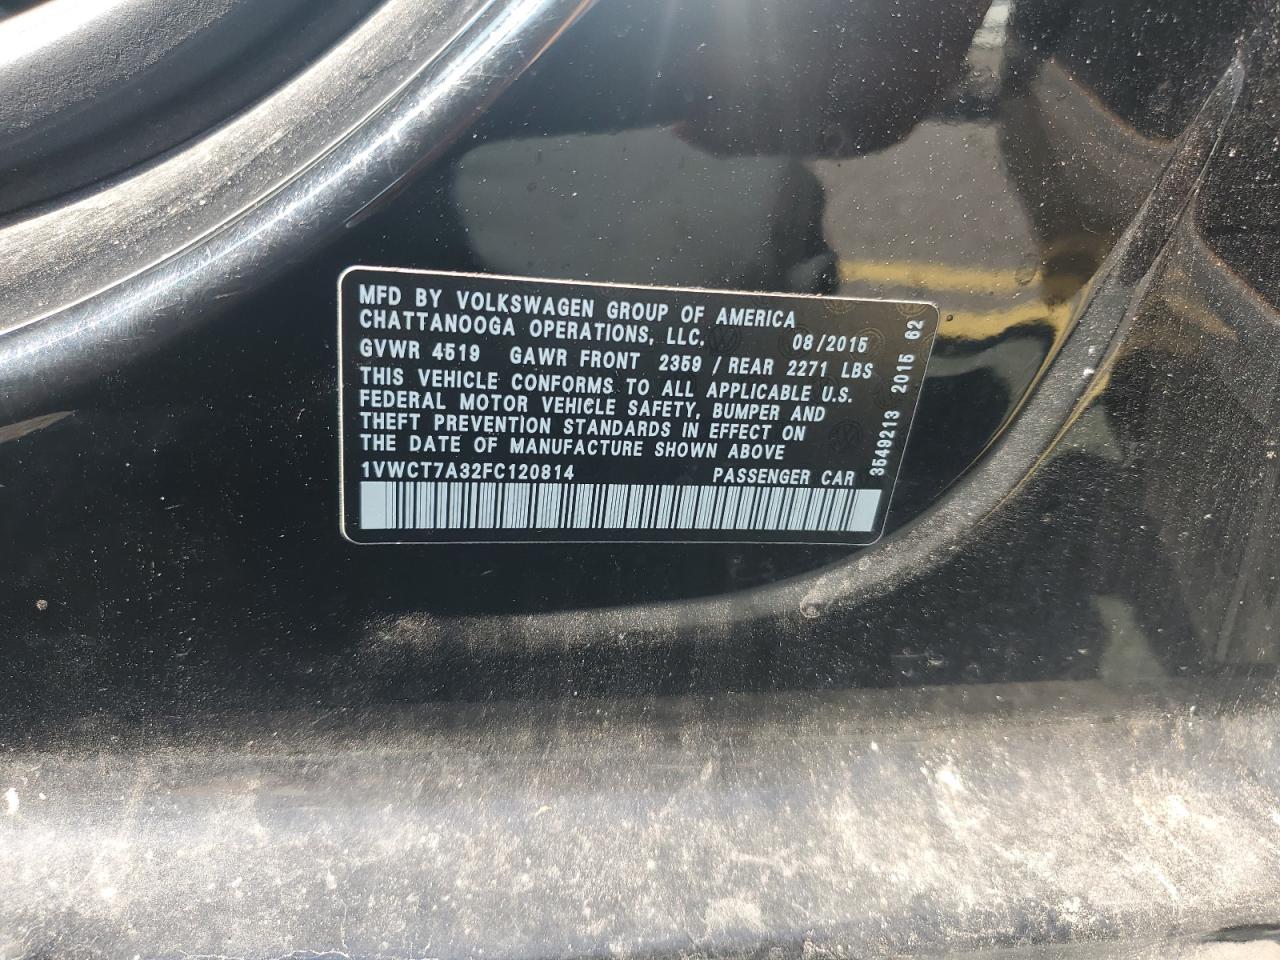 MFD BY VOLKSWAGEN GROUP OF AMERICA
CHATTANOOGA OPERATIONS, LLC. 08/2015
GVWR 4519 GAWR FRONT 2359 / REAR 2271 LBS
THIS VEHICLE CONFORMS TO ALL APPLICABLE U.S.
FEDERAL MOTOR VEHICLE SAFETY, BUMPER AND
THEFT PREVENTION STANDARDS IN EFFECT ON
THE DATE OF MANUFACTURE SHOWN ABOVE
1VWCT7A32FC120814 PASSENGER CAR
3549213 2015 62